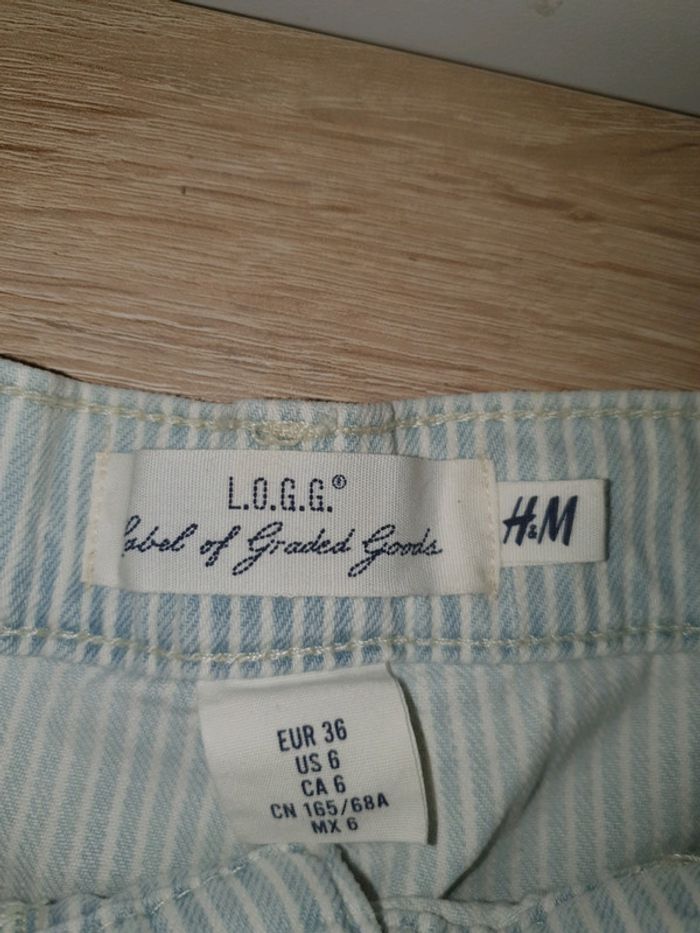 L.O.G.G.®
Label of Graded Goods
H&M
EUR 36
US 6
CA 6
CN 165/68A
MX 6